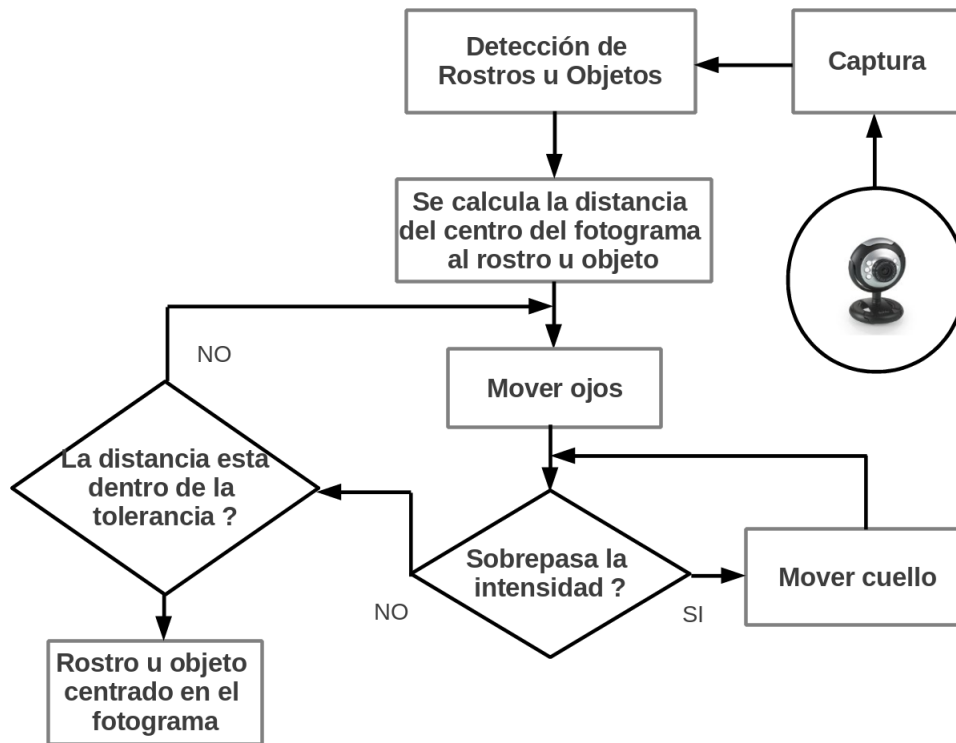 Detección de
Rostros u Objetos
Captura
Se calcula la distancia
del centro del fotograma
al rostro u objeto
NO
Mover ojos
La distancia esta
dentro de la
tolerancia ?
Sobrepasa la
intensidad ?
NO
SI
Mover cuello
Rostro u objeto
centrado en el
fotograma